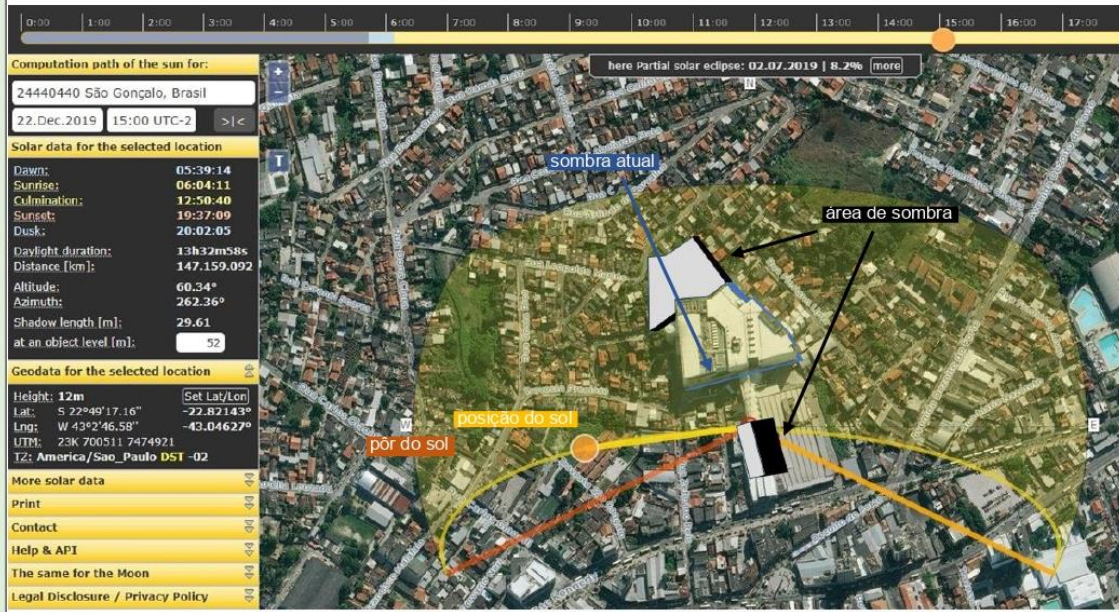 0:00 1:00 2:00 3:00 4:00 5:00 6:00 7:00 8:00 9:00 10:00 11:00 12:00 13:00 14:00 15:00 16:00 17:00
Computation path of the sun for:
24440440 São Gonçalo, Brasil
22.Dec.2019 15:00 UTC-2 >|<
Solar data for the selected location
Dawn: 05:39:14
Sunrise: 06:04:11
Culmination: 12:50:40
Sunset: 19:37:09
Dusk: 20:02:05
Daylight duration: 13h32m58s
Distance [km]: 147.159.092
Altitude: 60.34°
Azimuth: 262.36°
Shadow length [m]: 29.61
at an object level [m]: 52
Geodata for the selected location
Height: 12m Set Lat/Lon
Lat: S 22°49'17.16" -22.82143°
Lng: W 43°2'46.58" -43.04627°
UTM: 23K 700511 7474921
TZ: America/Sao_Paulo DST -02
More solar data
Print
Contact
Help & API
The same for the Moon
Legal Disclosure / Privacy Policy
+
−
T
here Partial solar eclipse: 02.07.2019 | 8.2% more
N
sombra atual
área de sombra
posição do sol
W
E
pôr do sol